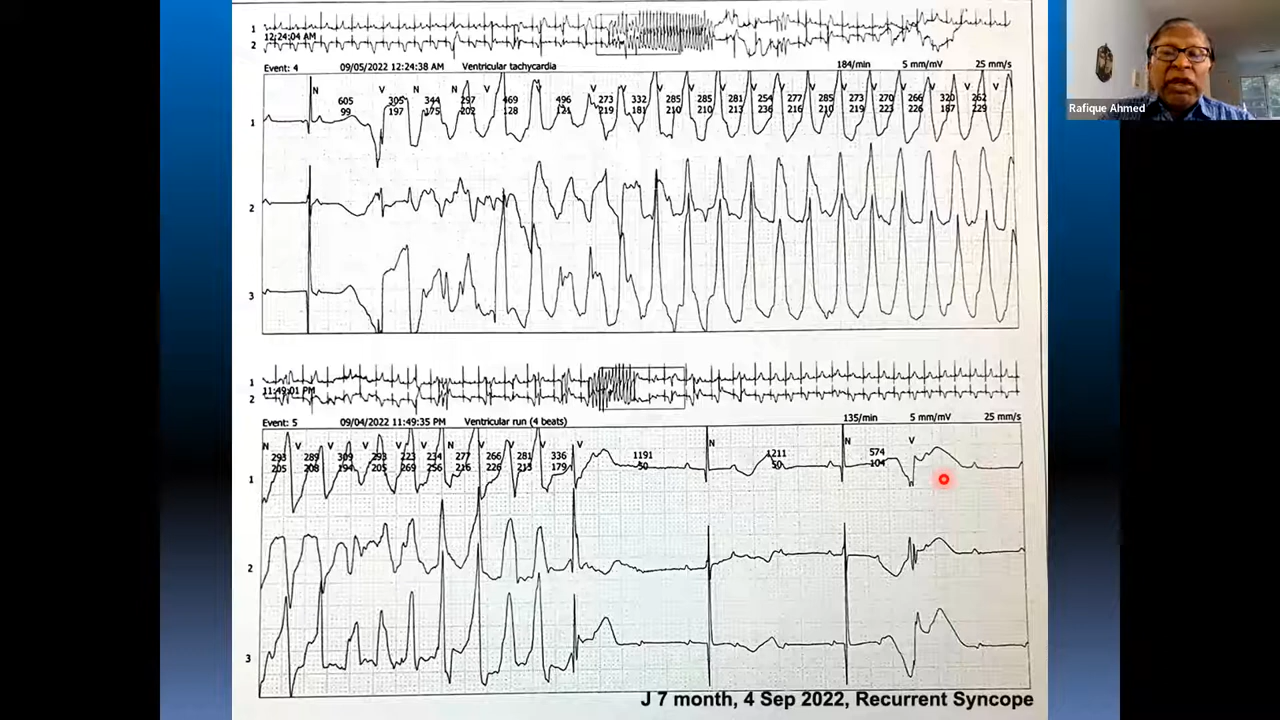 1
12:24:04 AM
2
Event: 4 09/05/2022 12:24:38 AM Ventricular tachycardia 184/min 5 mm/mV 25 mm/s
N V N N V V V V V V V V V V V V V V V V V
605 305 344 297 469 496 273 332 285 285 281 254 277 285 273 270 266 320 262
99 197 175 202 128 121 219 181 210 210 213 236 216 210 219 223 226 187 229
1
2
3
1
11:49:01 PM
2
Event: 5 09/04/2022 11:49:35 PM Ventricular run (4 beats) 135/min 5 mm/mV 25 mm/s
N V V V V V V N V V V V N N V
293 289 309 293 223 234 277 266 281 336 1191 1211 574
205 208 194 205 269 256 216 226 213 179 50 50 104
1
2
3
J 7 month, 4 Sep 2022, Recurrent Syncope
Rafique Ahmed